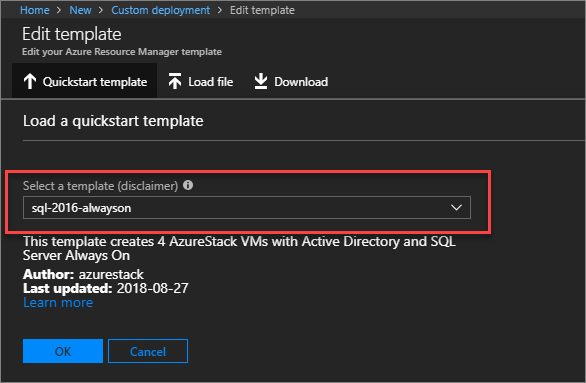 Home > New > Custom deployment > Edit template
Edit template
Edit your Azure Resource Manager template
Quickstart template Load file Download
Load a quickstart template
Select a template (disclaimer)
sql-2016-alwayson
This template creates 4 AzureStack VMs with Active Directory and SQL
Server Always On
Author: azurestack
Last updated: 2018-08-27
Learn more
OK Cancel